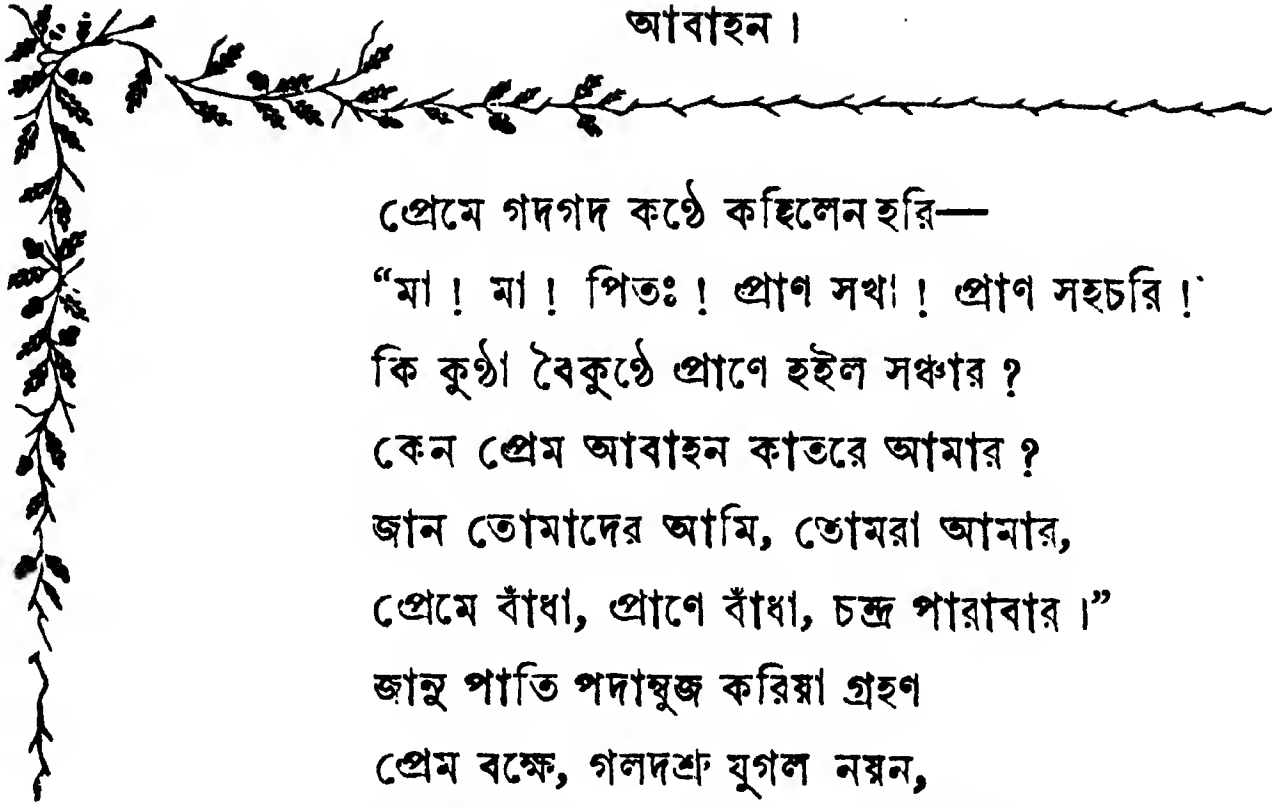 আবাহন।
প্রেমে গদগদ কণ্ঠে কহিলেন হরি—
“মা! মা! পিতঃ! প্রাণ সখা! প্রাণ সহচরি!
কি কুণ্ঠা বৈকুণ্ঠে প্রাণে হইল সঞ্চার?
কেন প্রেম আবাহন কাতরে আমার?
জান তোমাদের আমি, তোমরা আমার,
প্রেমে বাঁধা, প্রাণে বাঁধা, চন্দ্র পারাবার।”
জানু পাতি পদাম্বুজ করিয়া গ্রহণ
প্রেম বক্ষে, গলদশ্রু যুগল নয়ন,